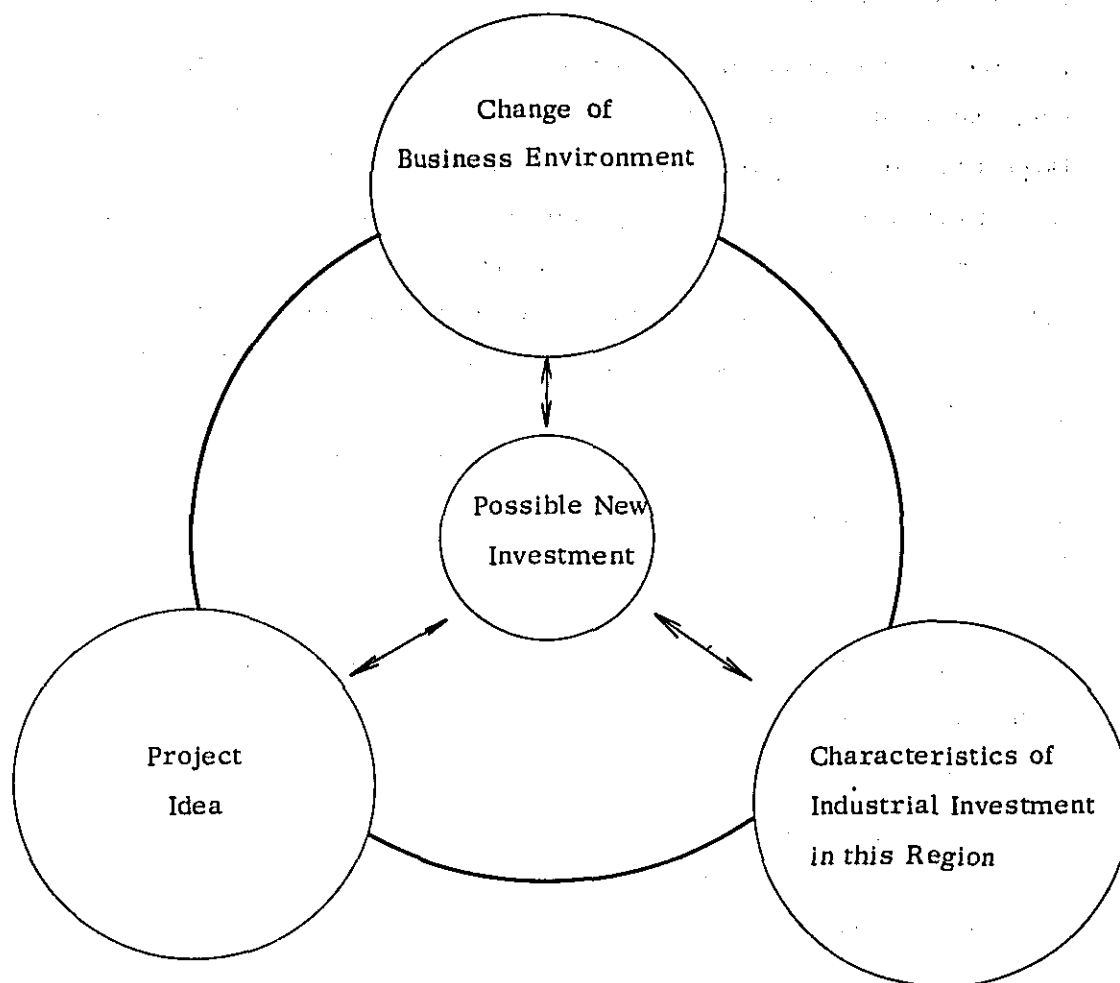 Change of
Business Environment
Possible New
Investment
Project
Idea
Characteristics of
Industrial Investment
in this Region